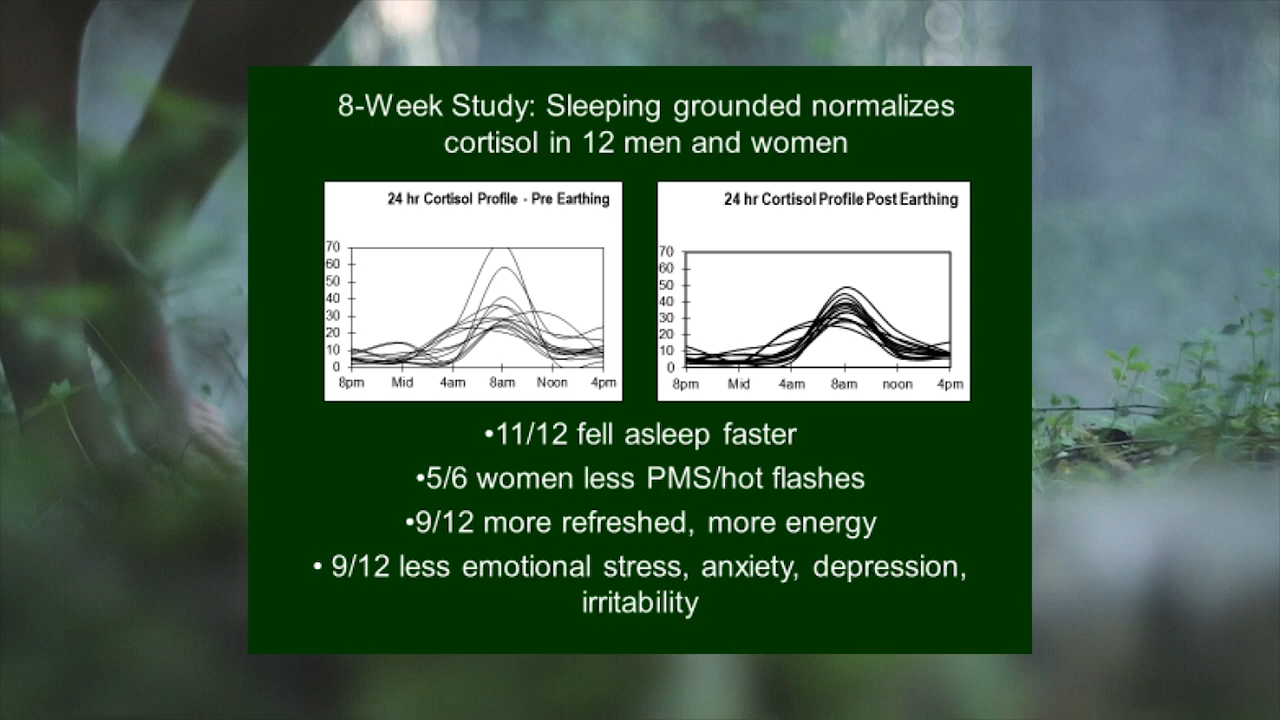 8-Week Study: Sleeping grounded normalizes
cortisol in 12 men and women
24 hr Cortisol Profile - Pre Earthing
70
60
50
40
30
20
10
0
8pm Mid 4am 8am Noon 4pm
24 hr Cortisol Profile Post Earthing
70
60
50
40
30
20
10
0
8pm Mid 4am 8am noon 4pm
•11/12 fell asleep faster
•5/6 women less PMS/hot flashes
•9/12 more refreshed, more energy
• 9/12 less emotional stress, anxiety, depression,
irritability